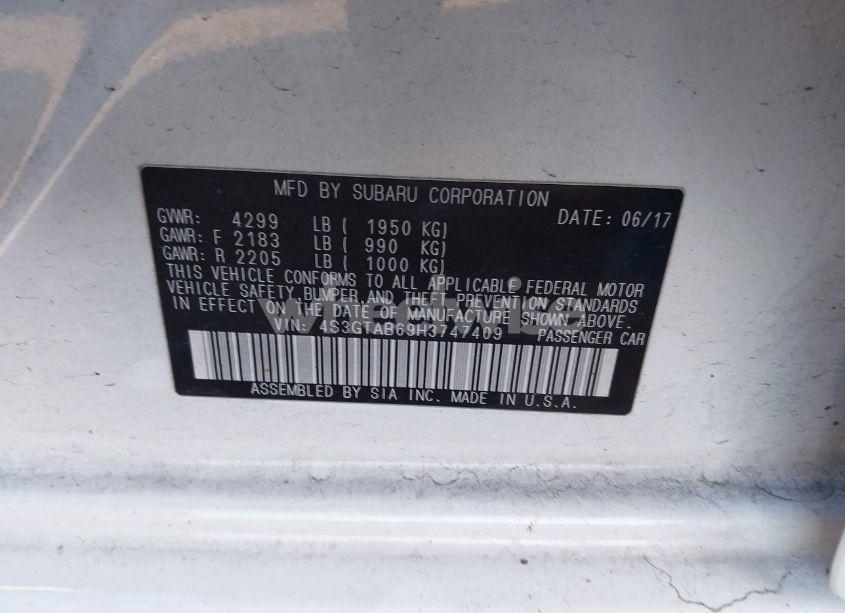 MFD BY SUBARU CORPORATION
DATE: 06/17
GVWR: 4299 LB ( 1950 KG)
GAWR: F 2183 LB ( 990 KG)
GAWR: R 2205 LB ( 1000 KG)
THIS VEHICLE CONFORMS TO ALL APPLICABLE FEDERAL MOTOR
VEHICLE SAFETY, BUMPER, AND THEFT PREVENTION STANDARDS
IN EFFECT ON THE DATE OF MANUFACTURE SHOWN ABOVE.
VIN: 4S3GTAB69H3747409 PASSENGER CAR
ASSEMBLED BY SIA INC. MADE IN U.S.A.